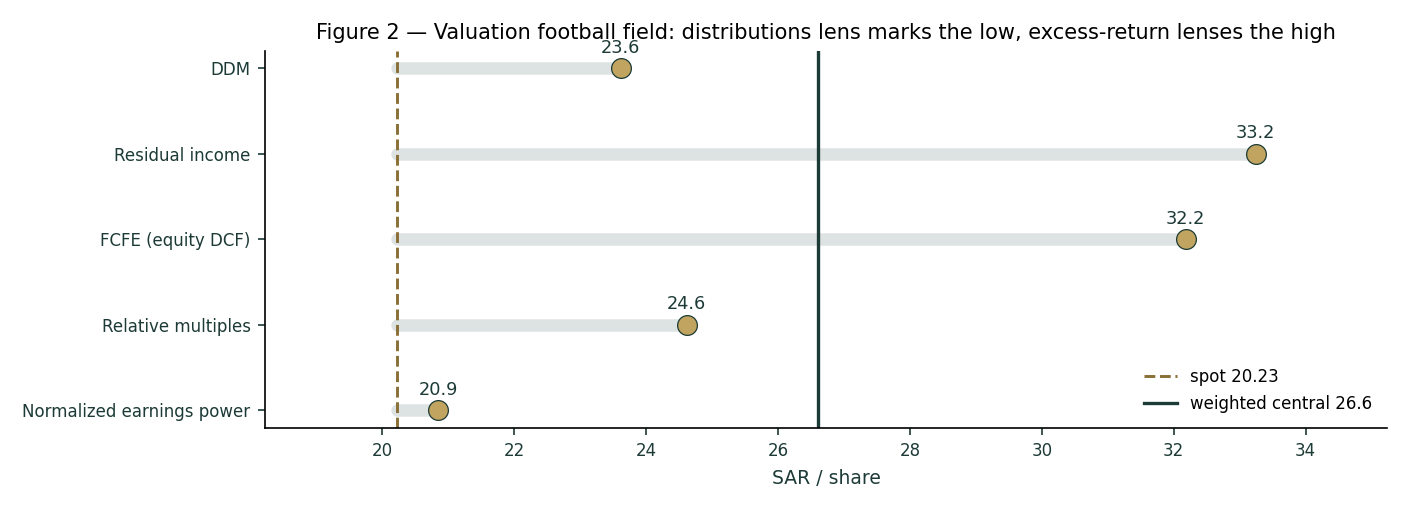 Figure 2 — Valuation football field: distributions lens marks the low, excess-return lenses the high
23.6
DDM
33.2
Residual income
32.2
FCFE (equity DCF)
24.6
Relative multiples
20.9
Normalized earnings power
spot 20.23
weighted central 26.6
20 22 24 26 28 30 32 34
SAR / share